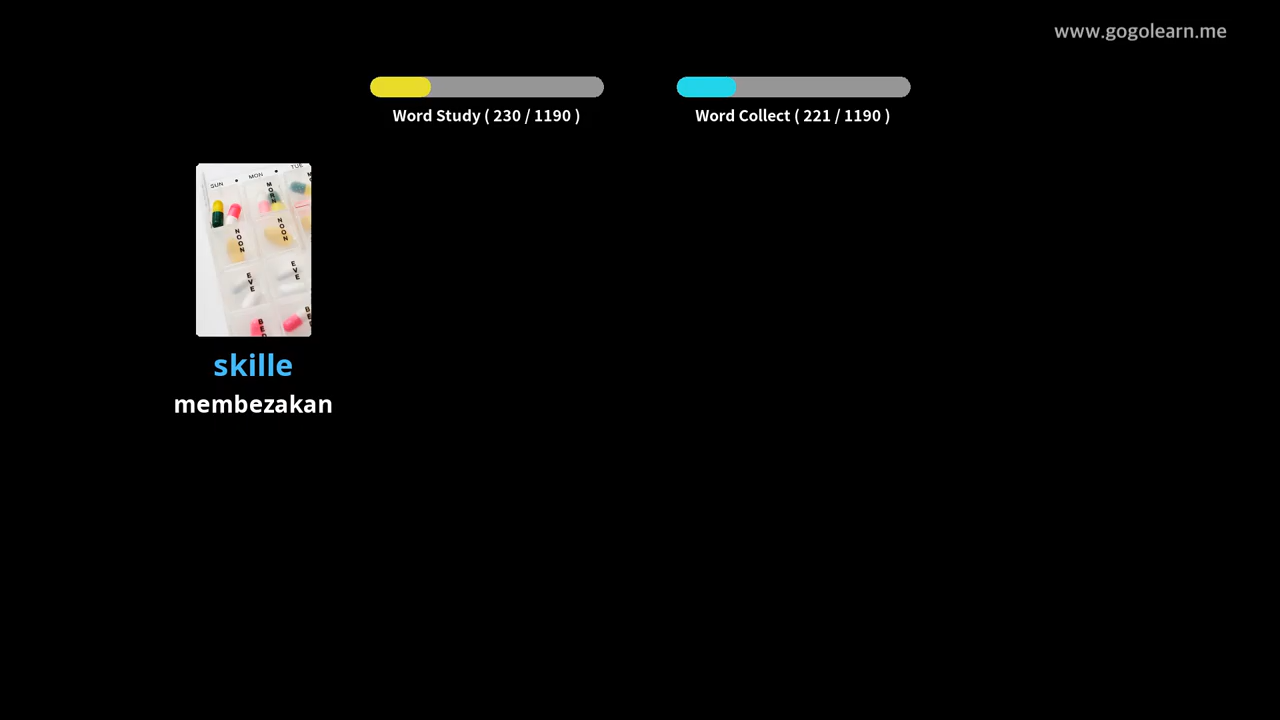 www.gogolearn.me
Word Study ( 230 / 1190 )
Word Collect ( 221 / 1190 )
SUN
MON
TUE
MORN
NOON
NOON
EVE
EVE
skille
membezakan